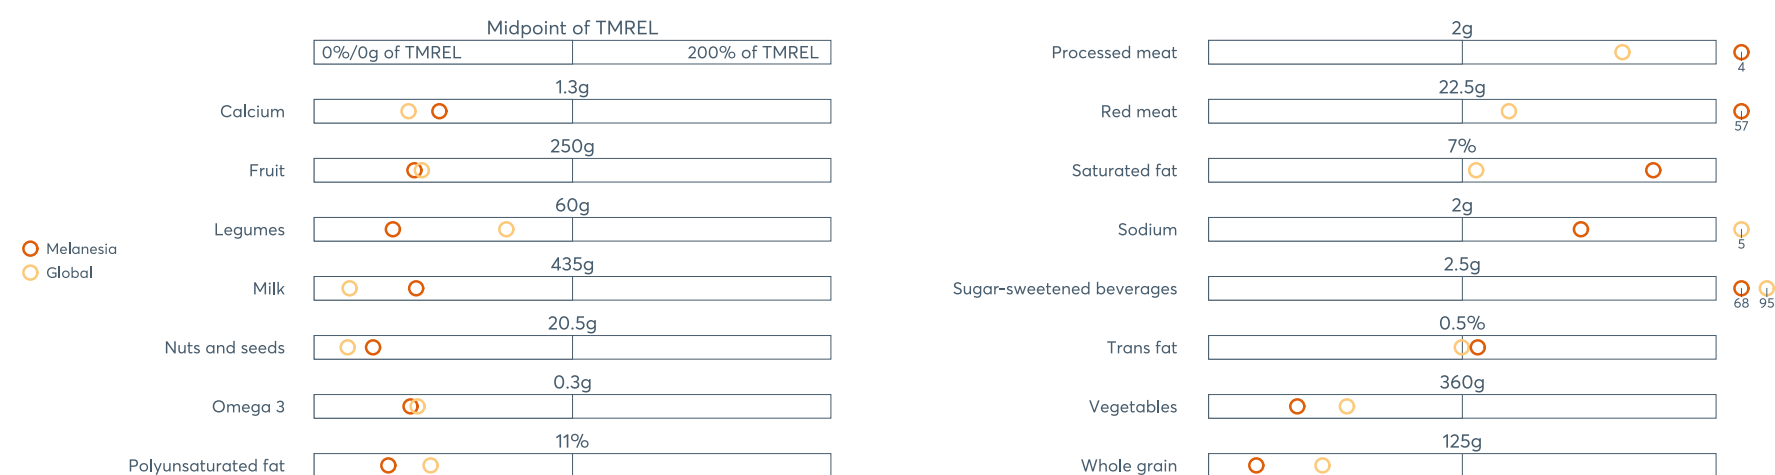 Midpoint of TMREL
0%/0g of TMREL 200% of TMREL
1.3g
Calcium
250g
Fruit
60g
Legumes
435g
Milk
20.5g
Nuts and seeds
0.3g
Omega 3
11%
Polyunsaturated fat
Melanesia
Global
2g
Processed meat
4
22.5g
Red meat
57
7%
Saturated fat
2g
Sodium
5
2.5g
Sugar-sweetened beverages
68 95
0.5%
Trans fat
360g
Vegetables
125g
Whole grain